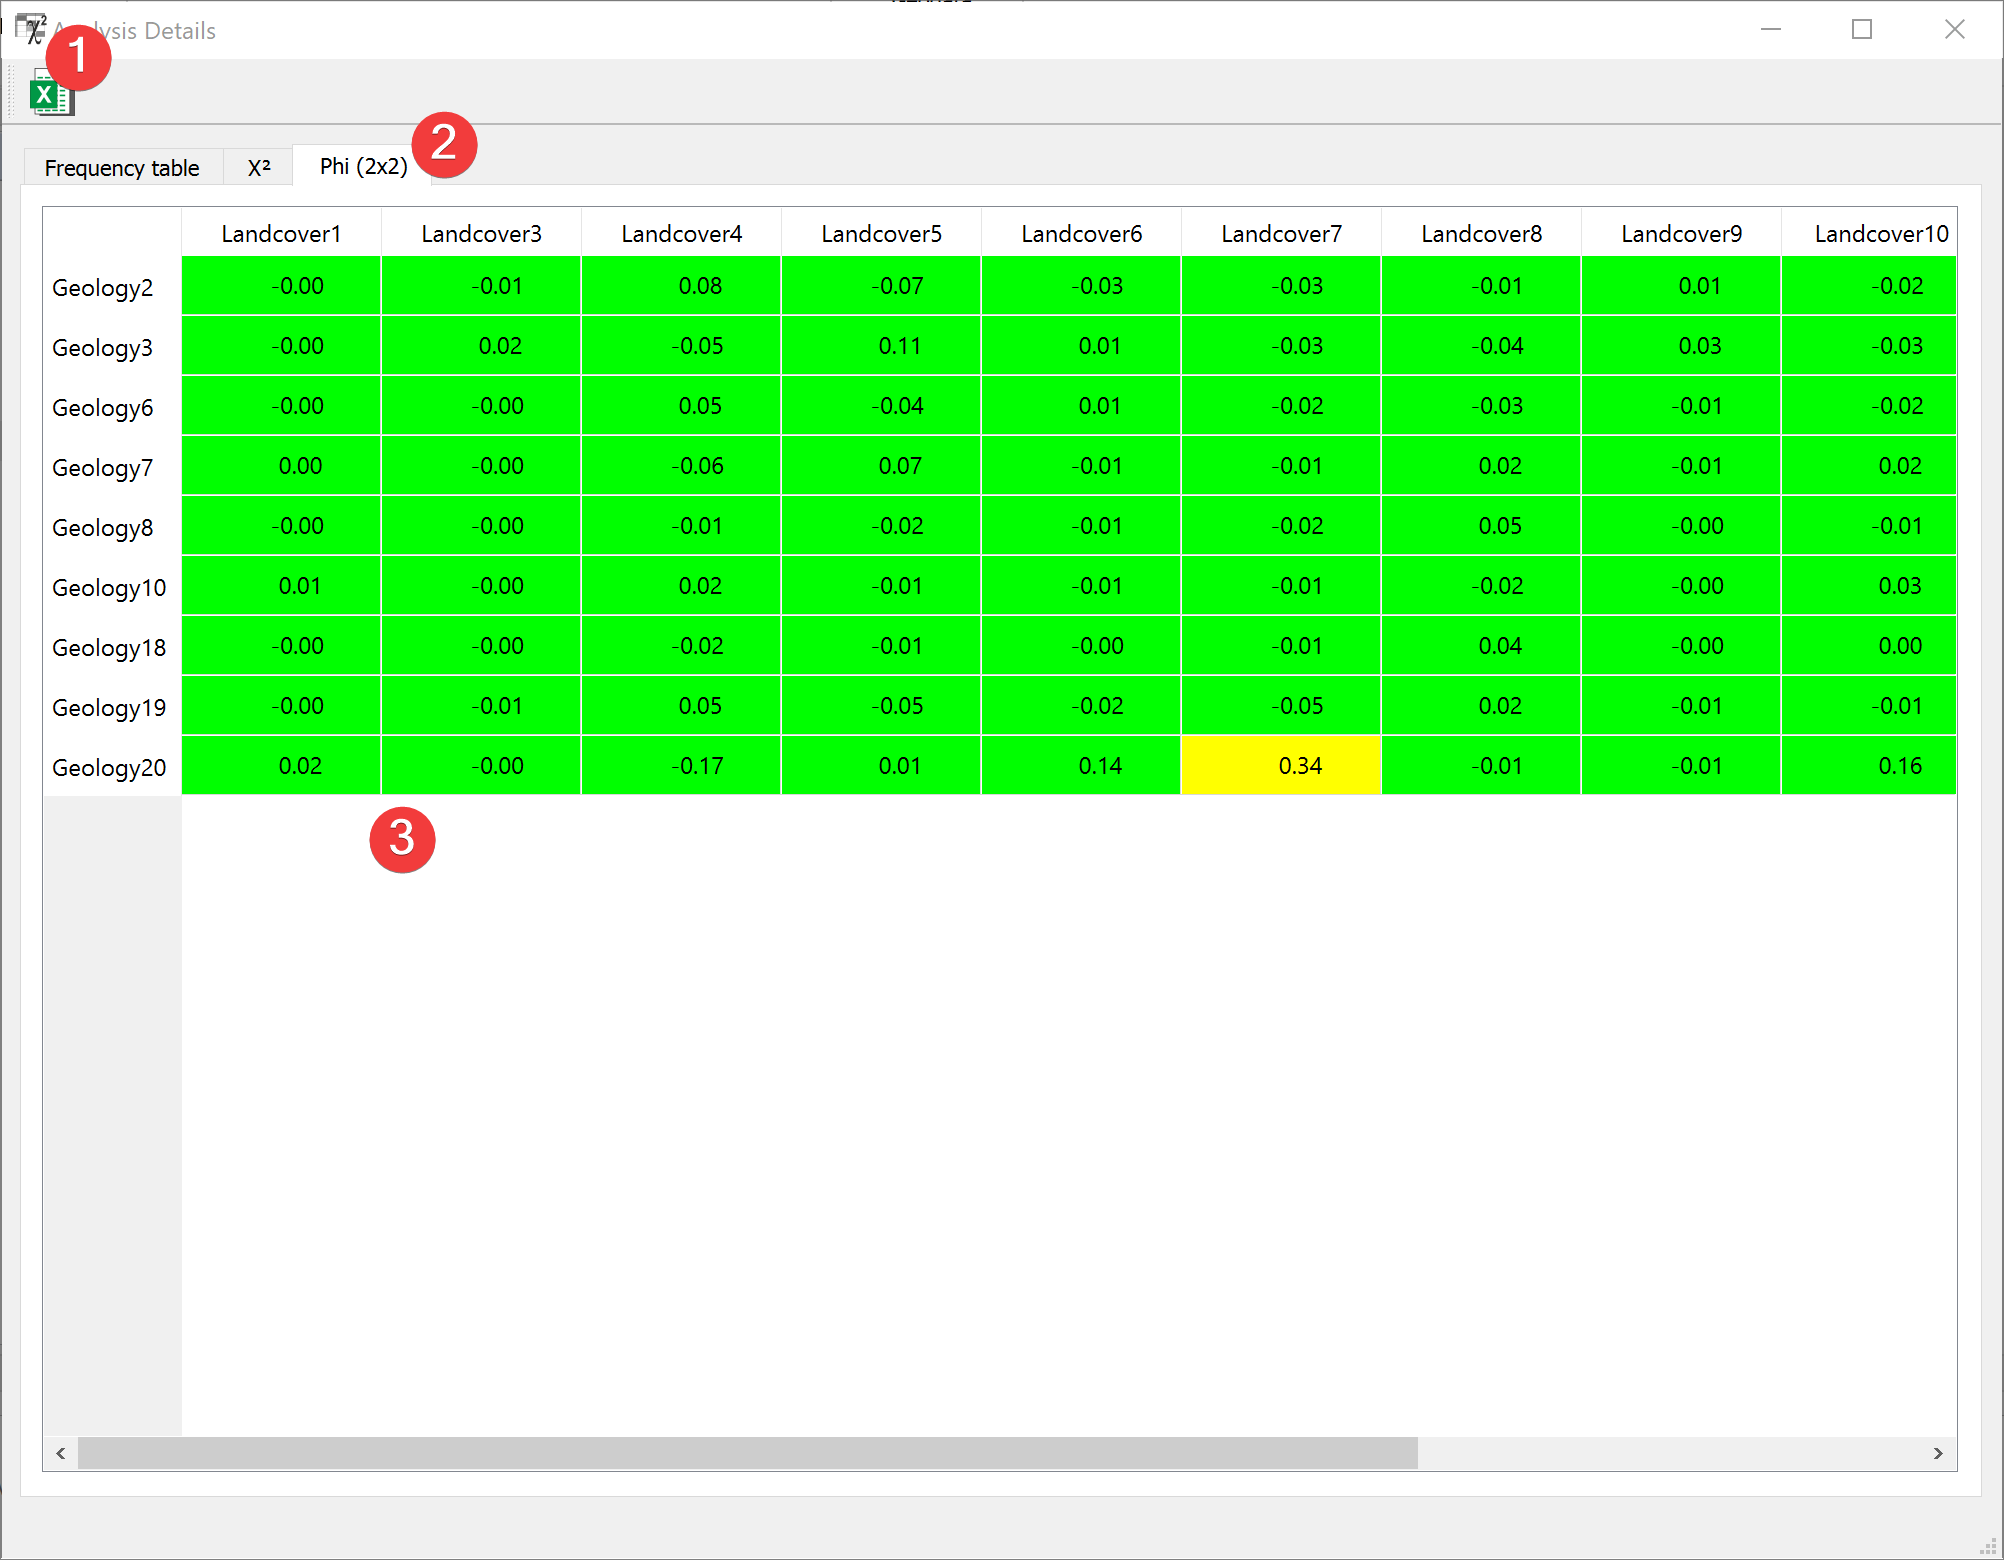 χ² Analysis Details
1
X
2
Frequency table X² Phi (2x2)
Landcover1 Landcover3 Landcover4 Landcover5 Landcover6 Landcover7 Landcover8 Landcover9 Landcover10
Geology2 -0.00 -0.01 0.08 -0.07 -0.03 -0.03 -0.01 0.01 -0.02
Geology3 -0.00 0.02 -0.05 0.11 0.01 -0.03 -0.04 0.03 -0.03
Geology6 -0.00 -0.00 0.05 -0.04 0.01 -0.02 -0.03 -0.01 -0.02
Geology7 0.00 -0.00 -0.06 0.07 -0.01 -0.01 0.02 -0.01 0.02
Geology8 -0.00 -0.00 -0.01 -0.02 -0.01 -0.02 0.05 -0.00 -0.01
Geology10 0.01 -0.00 0.02 -0.01 -0.01 -0.01 -0.02 -0.00 0.03
Geology18 -0.00 -0.00 -0.02 -0.01 -0.00 -0.01 0.04 -0.00 0.00
Geology19 -0.00 -0.01 0.05 -0.05 -0.02 -0.05 0.02 -0.01 -0.01
Geology20 0.02 -0.00 -0.17 0.01 0.14 0.34 -0.01 -0.01 0.16
3